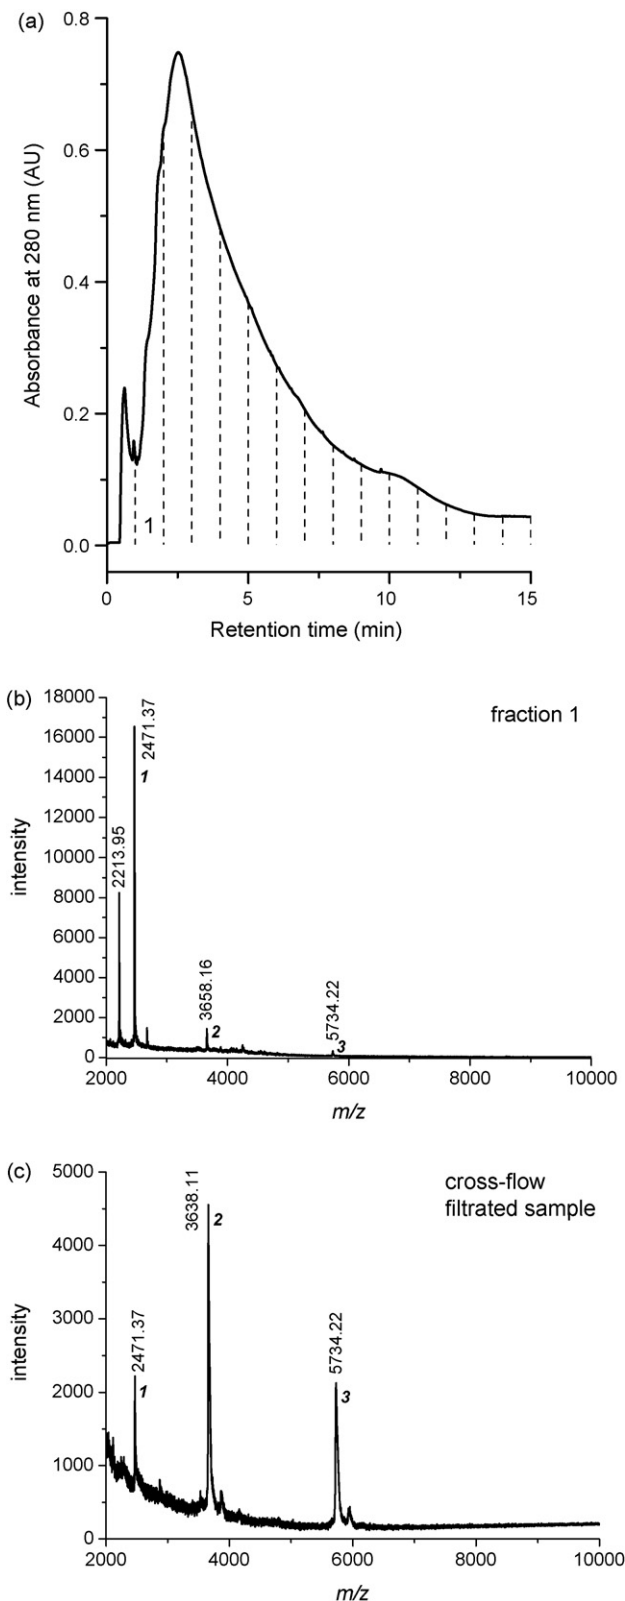 (a)
0.8
0.6
0.4
0.2
0.0
Absorbance at 280 nm (AU)
1
0 5 10 15
Retention time (min)
(b)
18000
16000
14000
12000
10000
8000
6000
4000
2000
0
intensity
fraction 1
2213.95
2471.37
1
3658.16
2
5734.22
3
2000 4000 6000 8000 10000
m/z
(c)
5000
4000
3000
2000
1000
0
intensity
cross-flow
filtrated sample
2471.37
1
3638.11
2
5734.22
3
2000 4000 6000 8000 10000
m/z